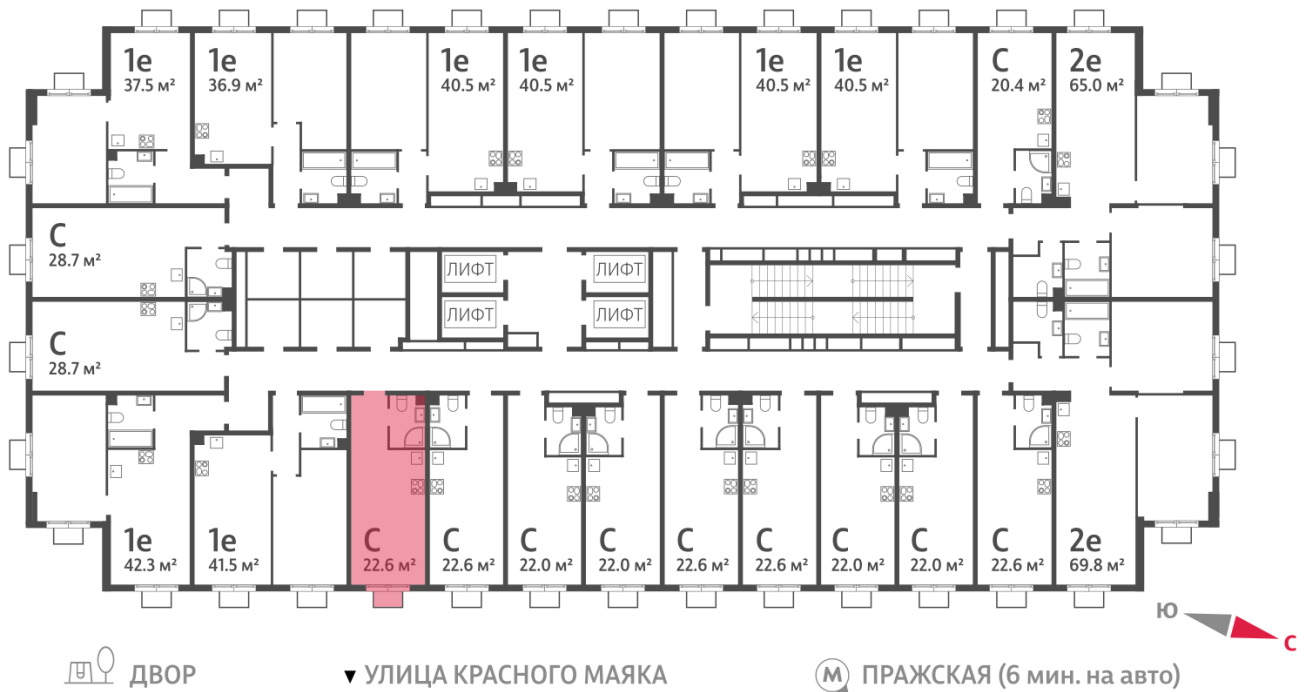 1е 1е 1е 1е 1е 1е С 2е
37.5 м² 36.9 м² 40.5 м² 40.5 м² 40.5 м² 40.5 м² 20.4 м² 65.0 м²
С
28.7 м²
ЛИФТ ЛИФТ
ЛИФТ ЛИФТ
С
28.7 м²
1е 1е С С С С С С С С С 2е
42.3 м² 41.5 м² 22.6 м² 22.6 м² 22.0 м² 22.0 м² 22.6 м² 22.6 м² 22.0 м² 22.0 м² 22.6 м² 69.8 м²
Ю
С
ДВОР ▼ УЛИЦА КРАСНОГО МАЯКА М ПРАЖСКАЯ (6 мин. на авто)